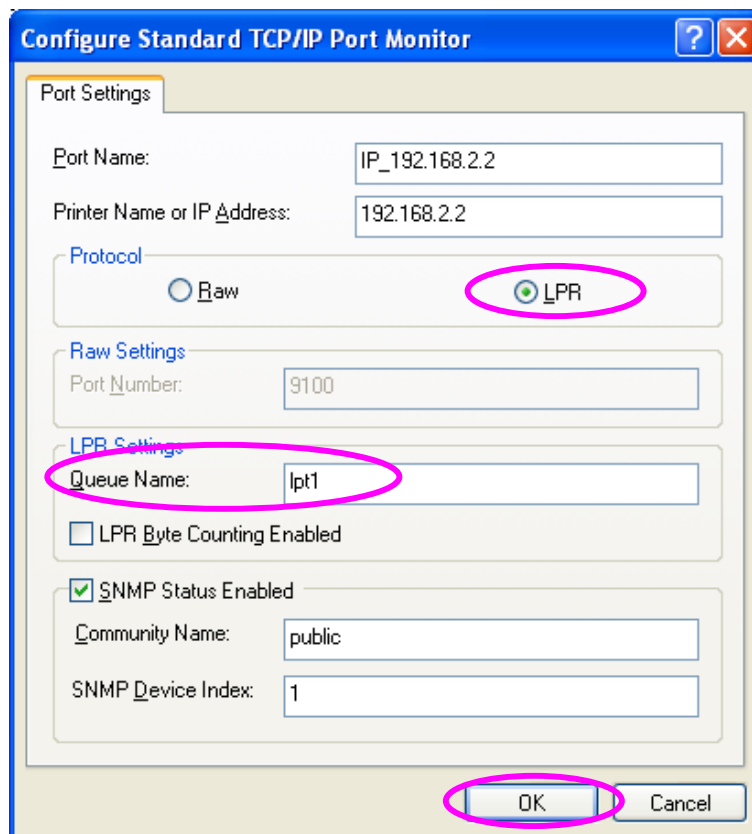 Configure Standard TCP/IP Port Monitor
Port Settings
Port Name: IP_192.168.2.2
Printer Name or IP Address: 192.168.2.2
Protocol
Raw LPR
Raw Settings
Port Number: 9100
LPR Settings
Queue Name: lpt1
LPR Byte Counting Enabled
SNMP Status Enabled
Community Name: public
SNMP Device Index: 1
OK Cancel